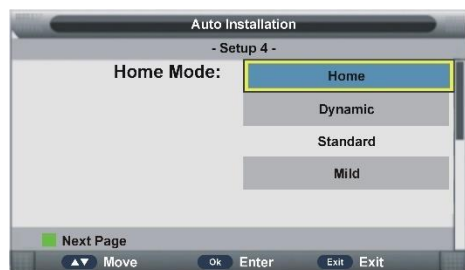 Auto Installation
- Setup 4 -
Home Mode: Home
Dynamic
Standard
Mild
Next Page
▲▼ Move Ok Enter Exit Exit